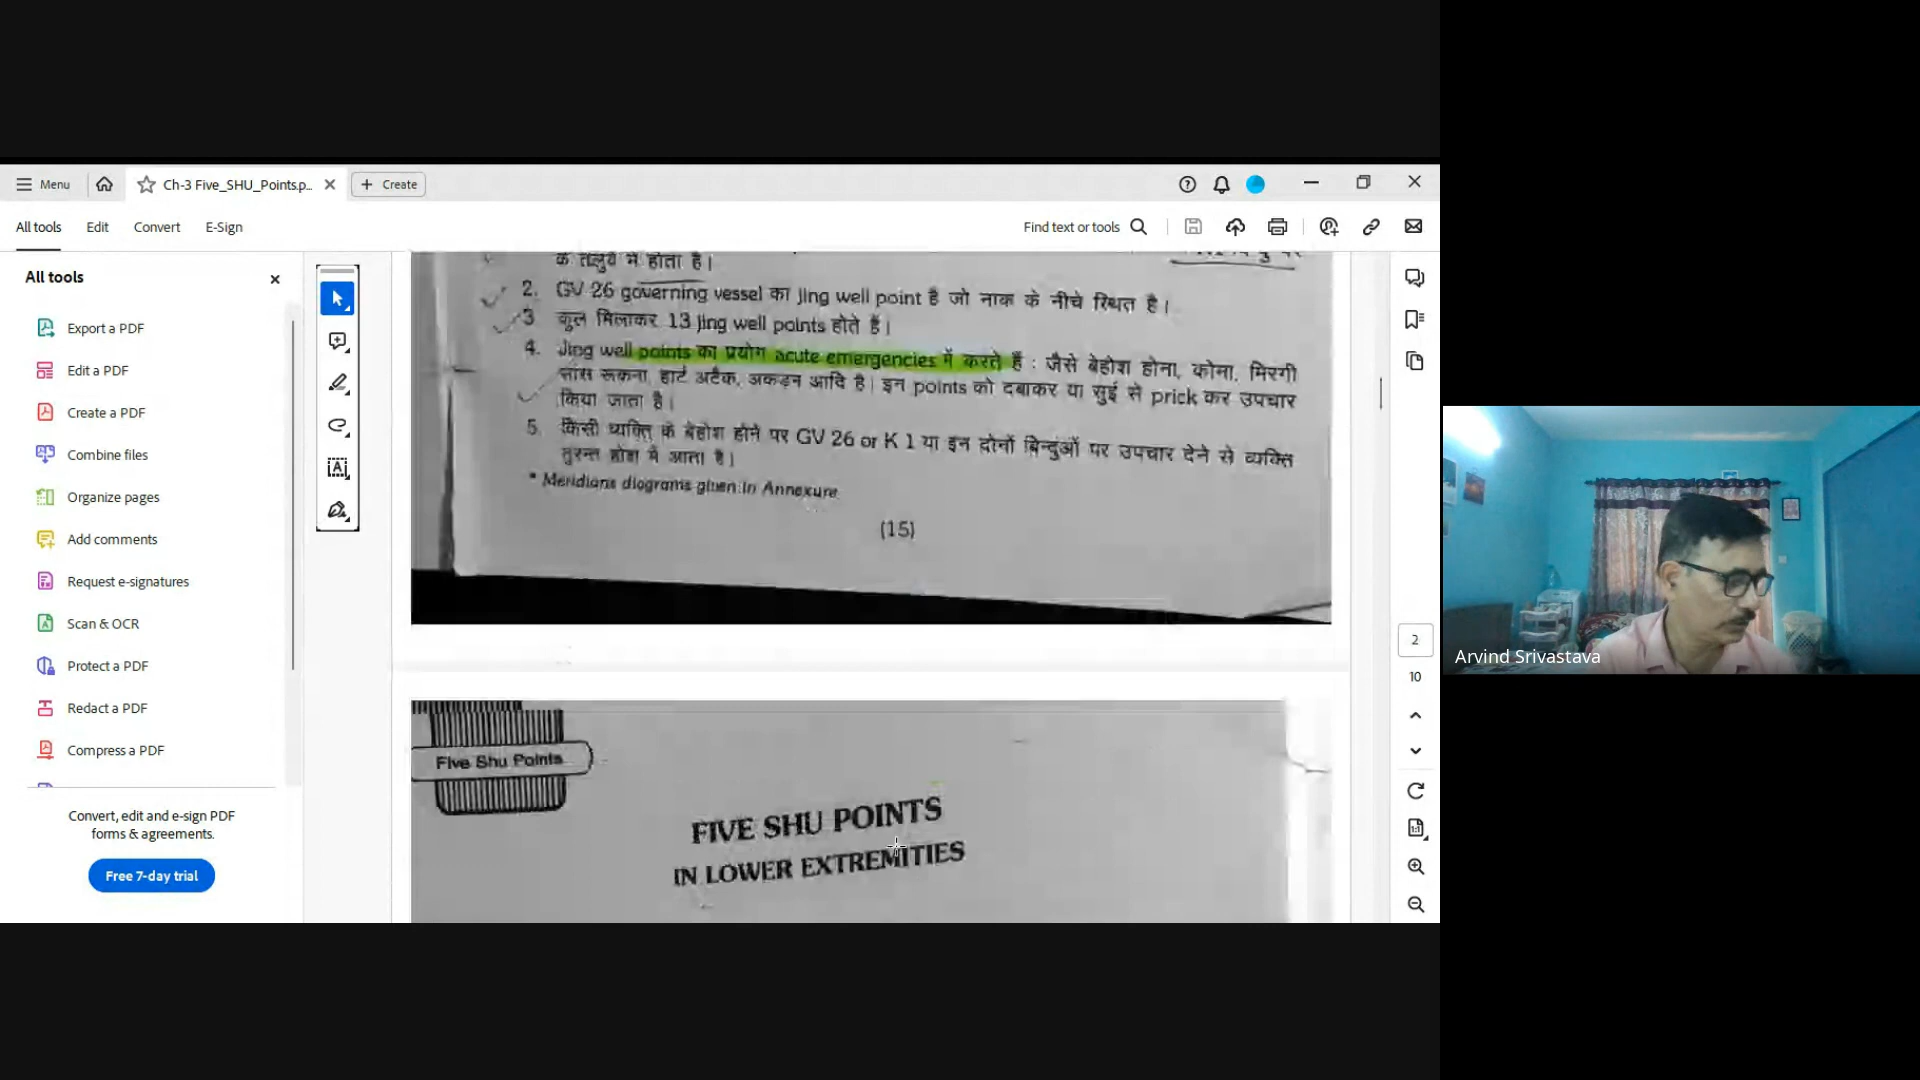 Menu
Ch-3 Five_SHU_Points.p...
Create
All tools
Edit
Convert
E-Sign
Find text or tools
All tools
Export a PDF
Edit a PDF
Create a PDF
Combine files
Organize pages
Add comments
Request e-signatures
Scan & OCR
Protect a PDF
Redact a PDF
Compress a PDF
Convert, edit and e-sign PDF
forms & agreements.
Free 7-day trial
के तलुवे में होता है।
2. GV 26 governing vessel का Jing well point है जो नाक के नीचे स्थित है।
3 कुल मिलाकर 13 Jing well points होते हैं।
4. Jing well points का प्रयोग acute emergencies में करते हैं : जैसे बेहोश होना, कोमा, मिरगी
सांस रूकना, हार्ट अटैक, अकड़न आदि है। इन points को दबाकर या सुई से prick कर उपचार
किया जाता है।
5. किसी व्यक्ति के बेहोश होने पर GV 26 or K 1 या इन दोनों बिन्दुओं पर उपचार देने से व्यक्ति
तुरन्त होश में आता है।
* Meridians diograms given in Annexure
(15)
Five Shu Points
FIVE SHU POINTS
IN LOWER EXTREMITIES
2
10
Arvind Srivastava